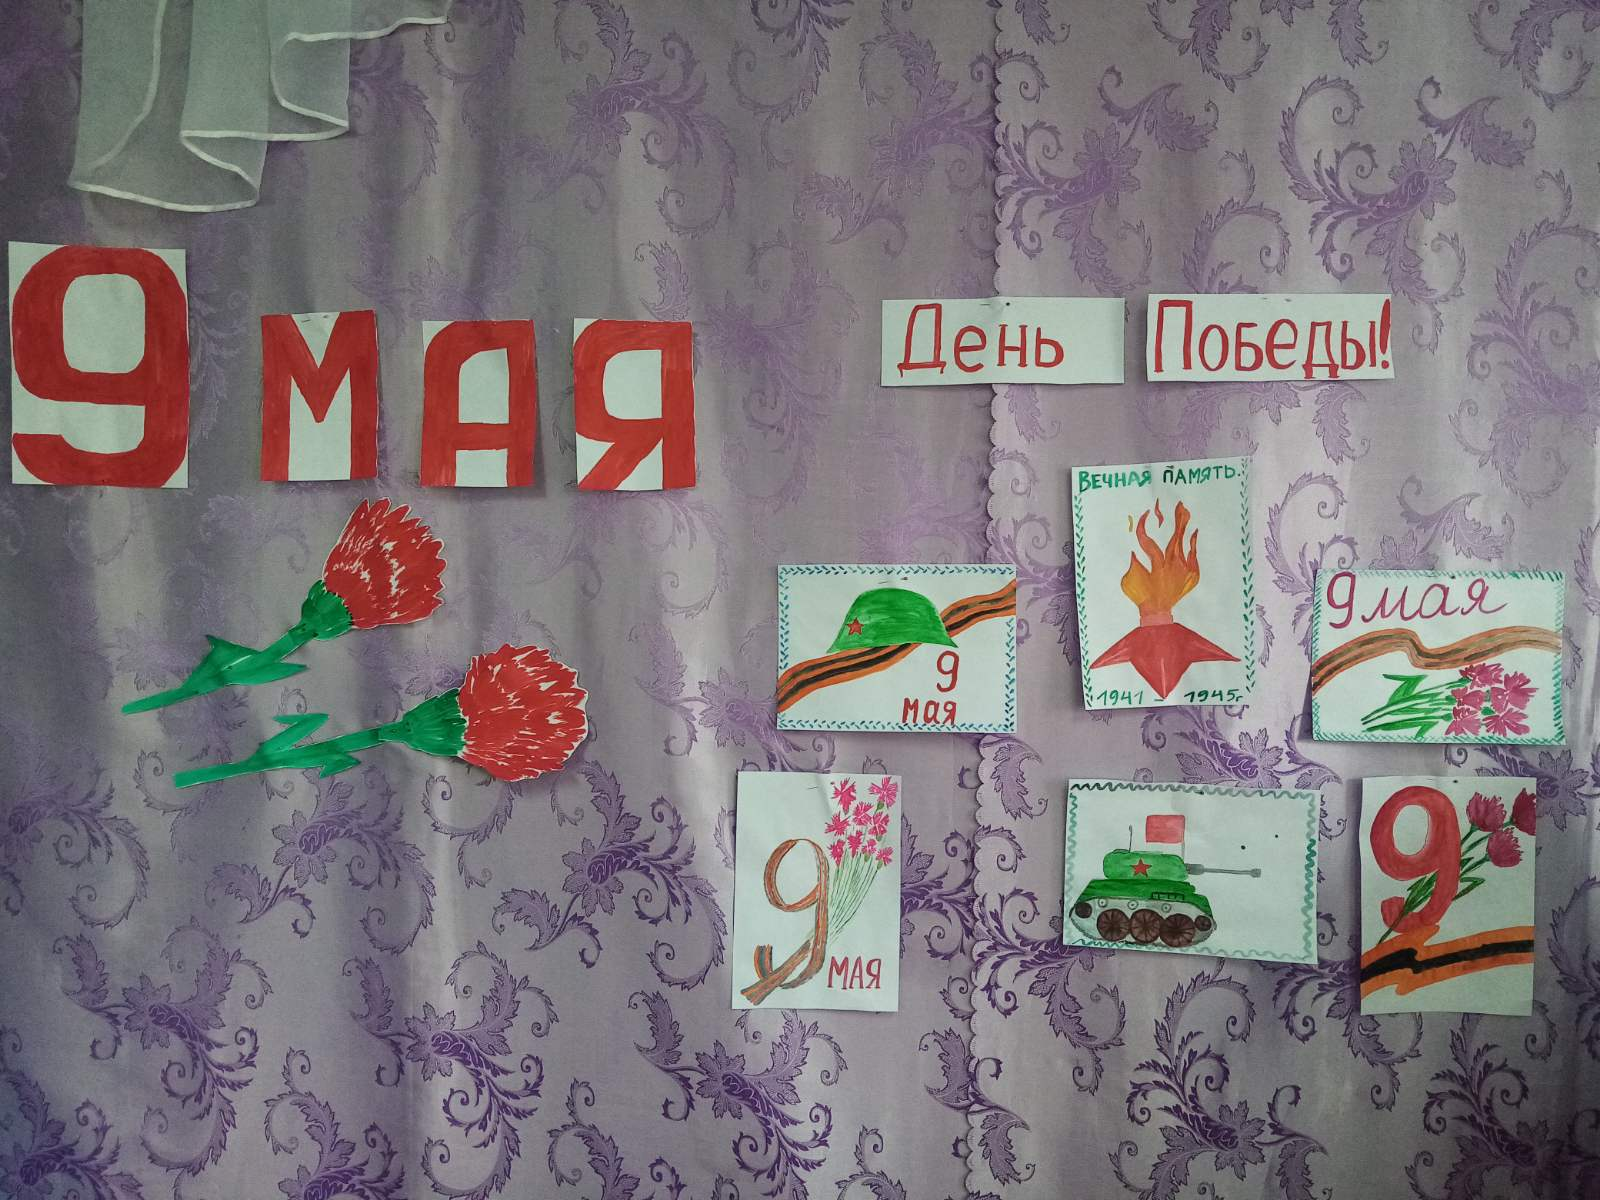 9 МАЯ
День Победы!
ВЕЧНАЯ ПАМЯТЬ.
1941 - 1945г.
9
мая
9 мая
9
МАЯ
9